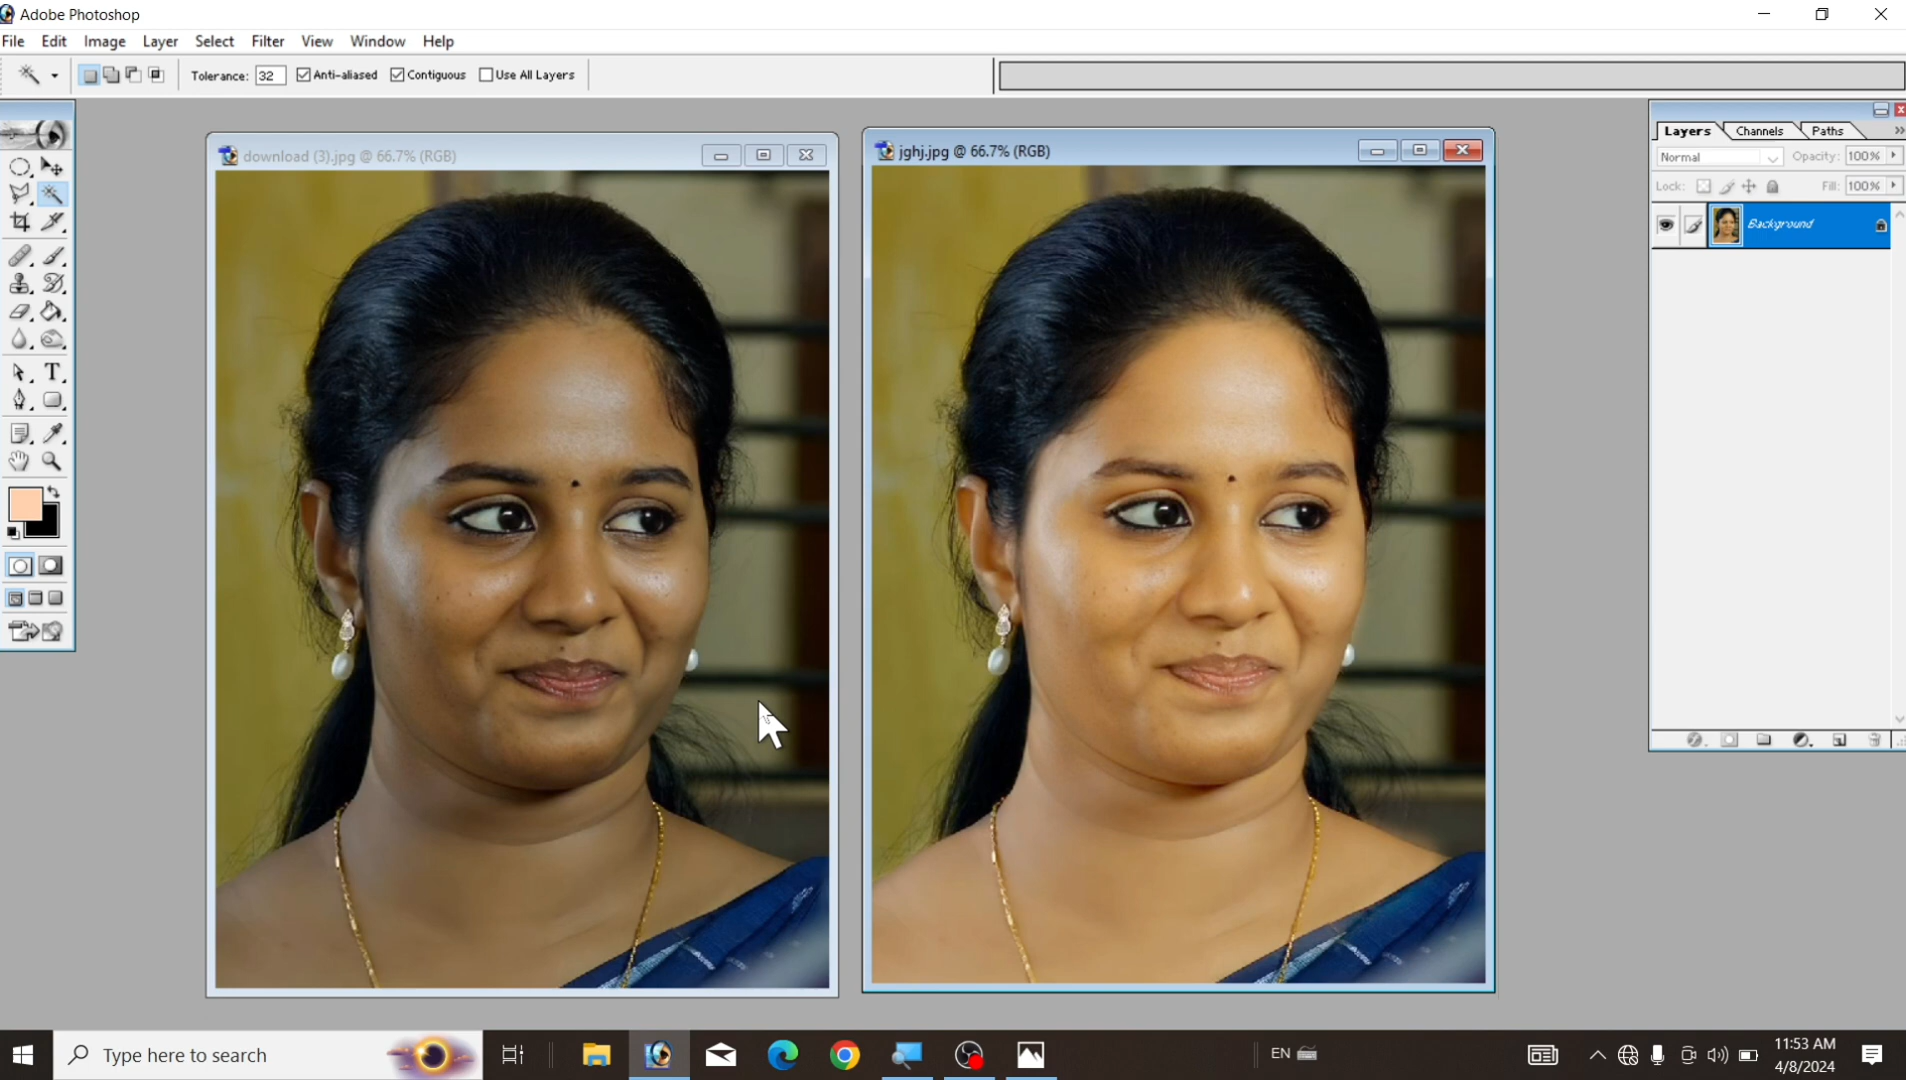 Adobe Photoshop
File Edit Image Layer Select Filter View Window Help
Tolerance: 32 Anti-aliased Contiguous Use All Layers
download (3).jpg @ 66.7% (RGB)
jghj.jpg @ 66.7% (RGB)
Layers Channels Paths
Normal Opacity: 100%
Lock: Fill: 100%
Background
T
Type here to search
EN
11:53 AM
4/8/2024